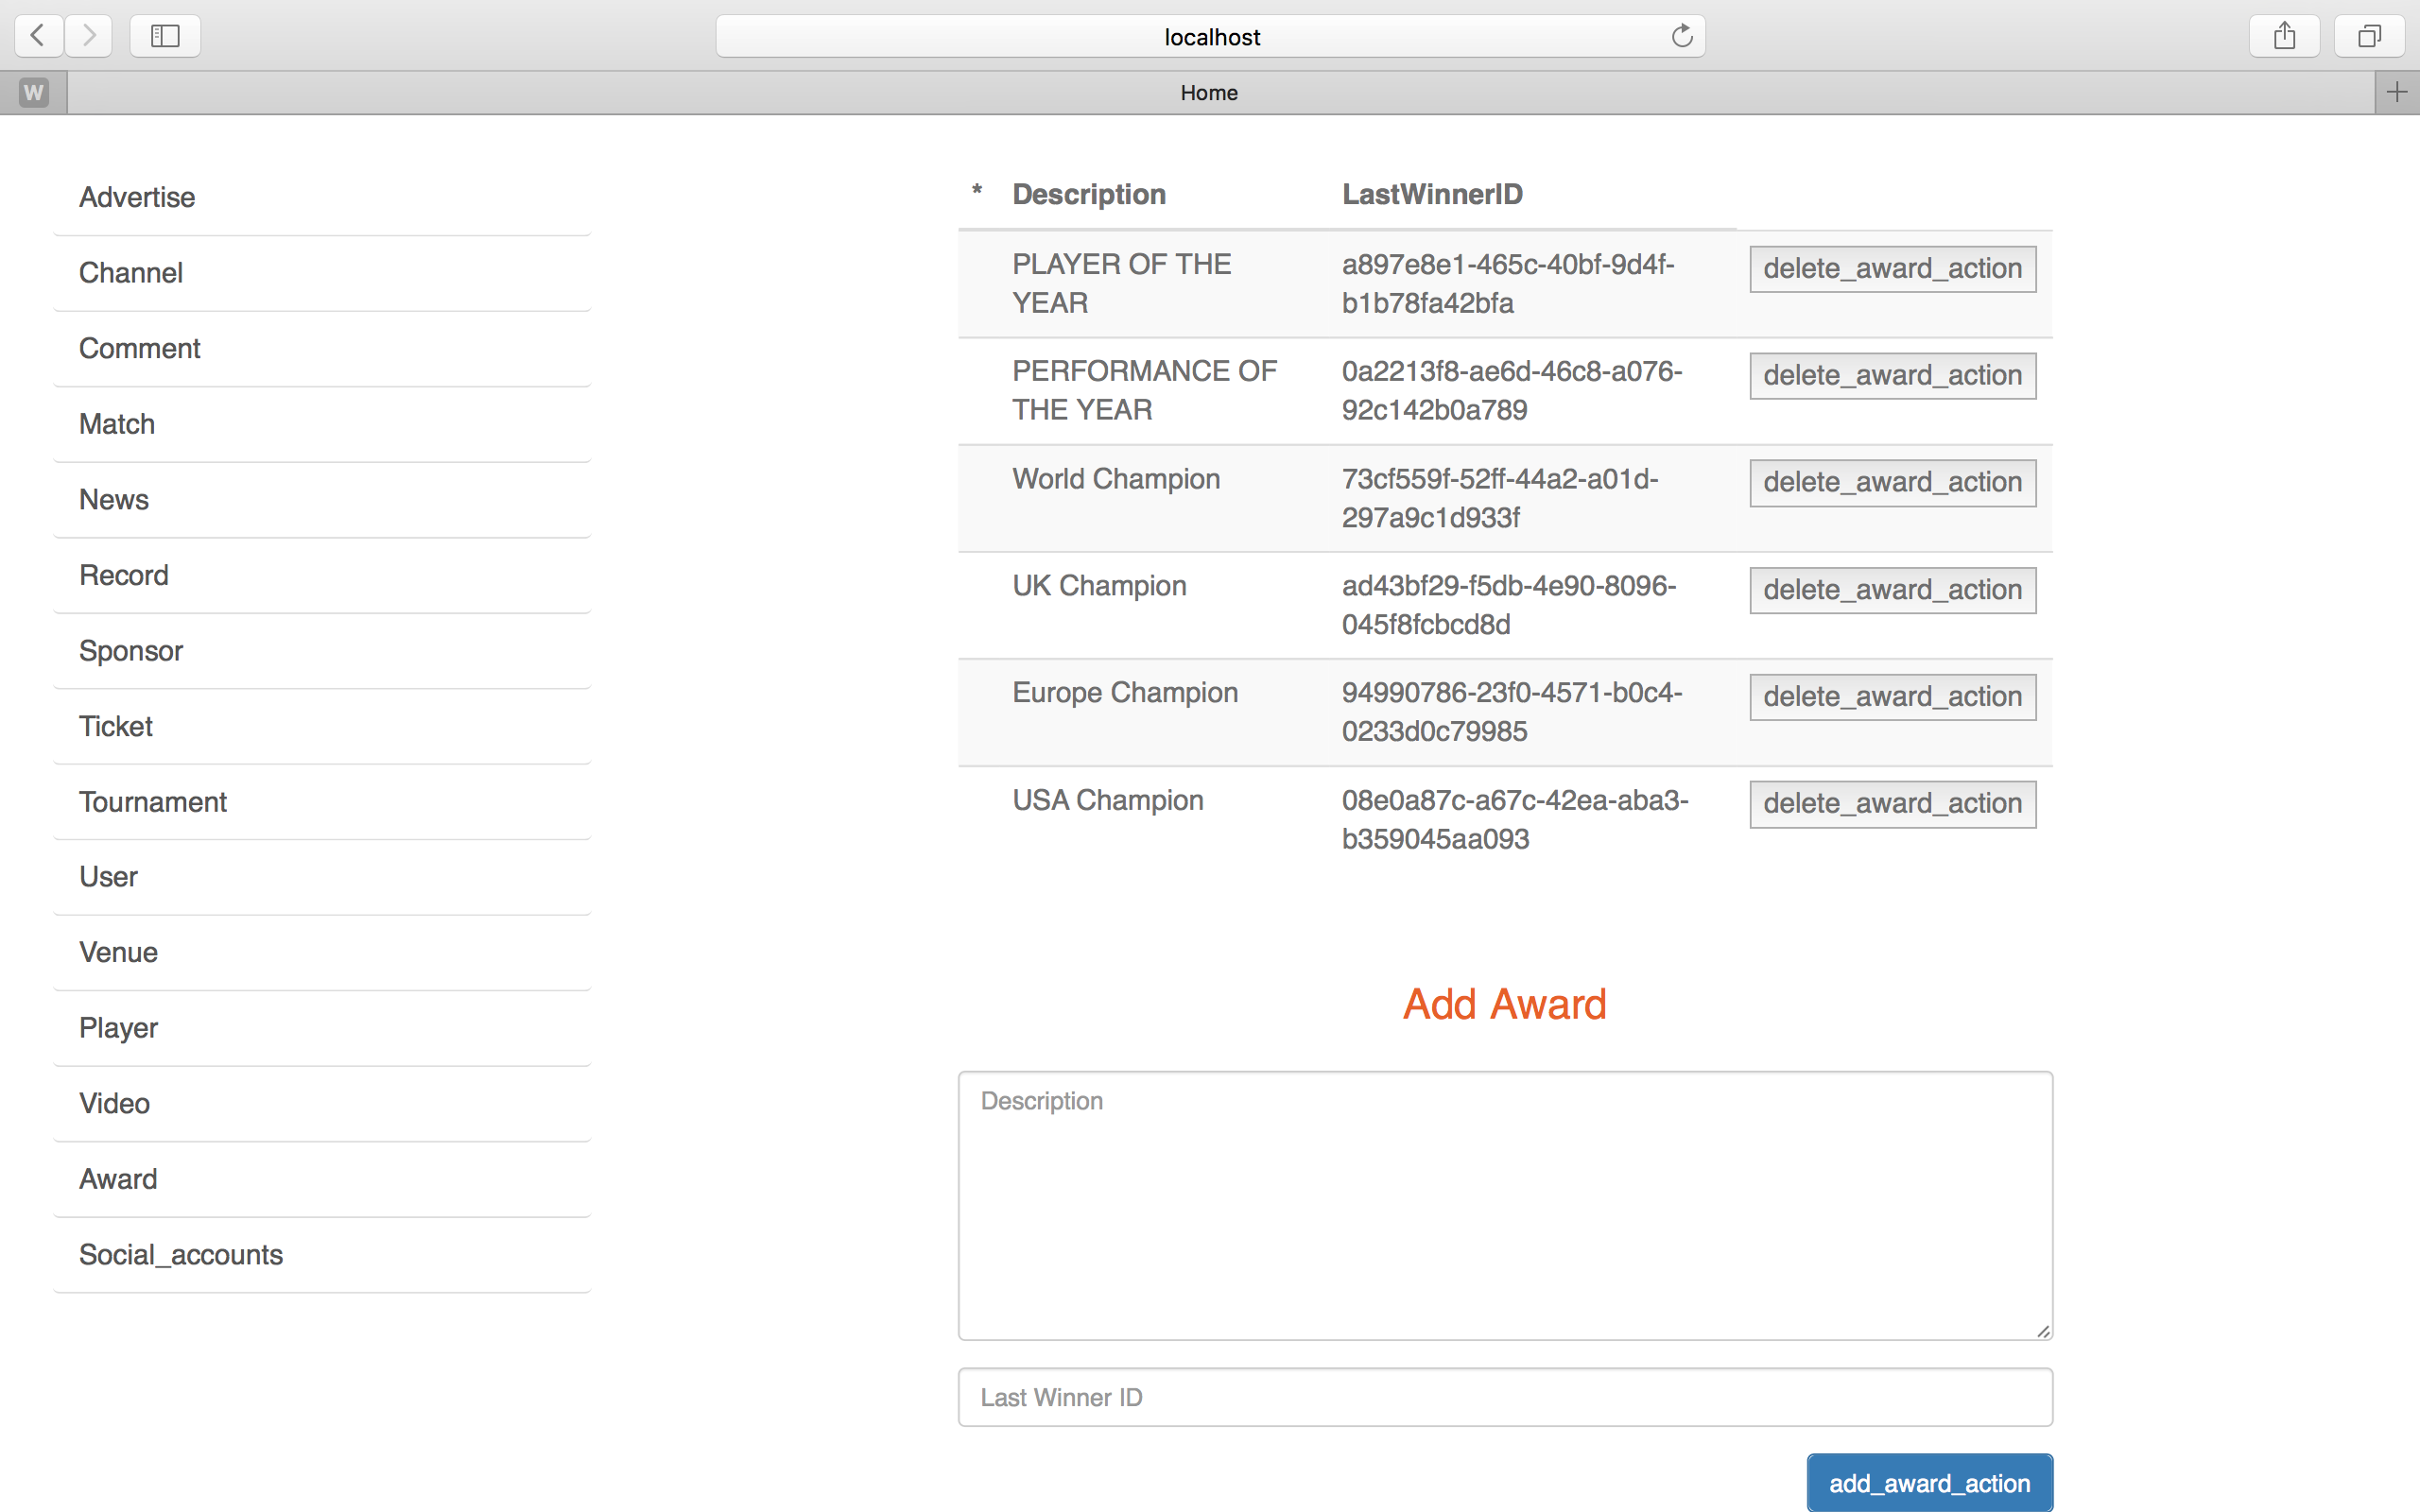 localhost
W
Home
Advertise
Channel
Comment
Match
News
Record
Sponsor
Ticket
Tournament
User
Venue
Player
Video
Award
Social_accounts
* Description LastWinnerID
PLAYER OF THE a897e8e1-465c-40bf-9d4f- delete_award_action
YEAR b1b78fa42bfa
PERFORMANCE OF 0a2213f8-ae6d-46c8-a076- delete_award_action
THE YEAR 92c142b0a789
World Champion 73cf559f-52ff-44a2-a01d- delete_award_action
297a9c1d933f
UK Champion ad43bf29-f5db-4e90-8096- delete_award_action
045f8fcbcd8d
Europe Champion 94990786-23f0-4571-b0c4- delete_award_action
0233d0c79985
USA Champion 08e0a87c-a67c-42ea-aba3- delete_award_action
b359045aa093
Add Award
Description
Last Winner ID
add_award_action